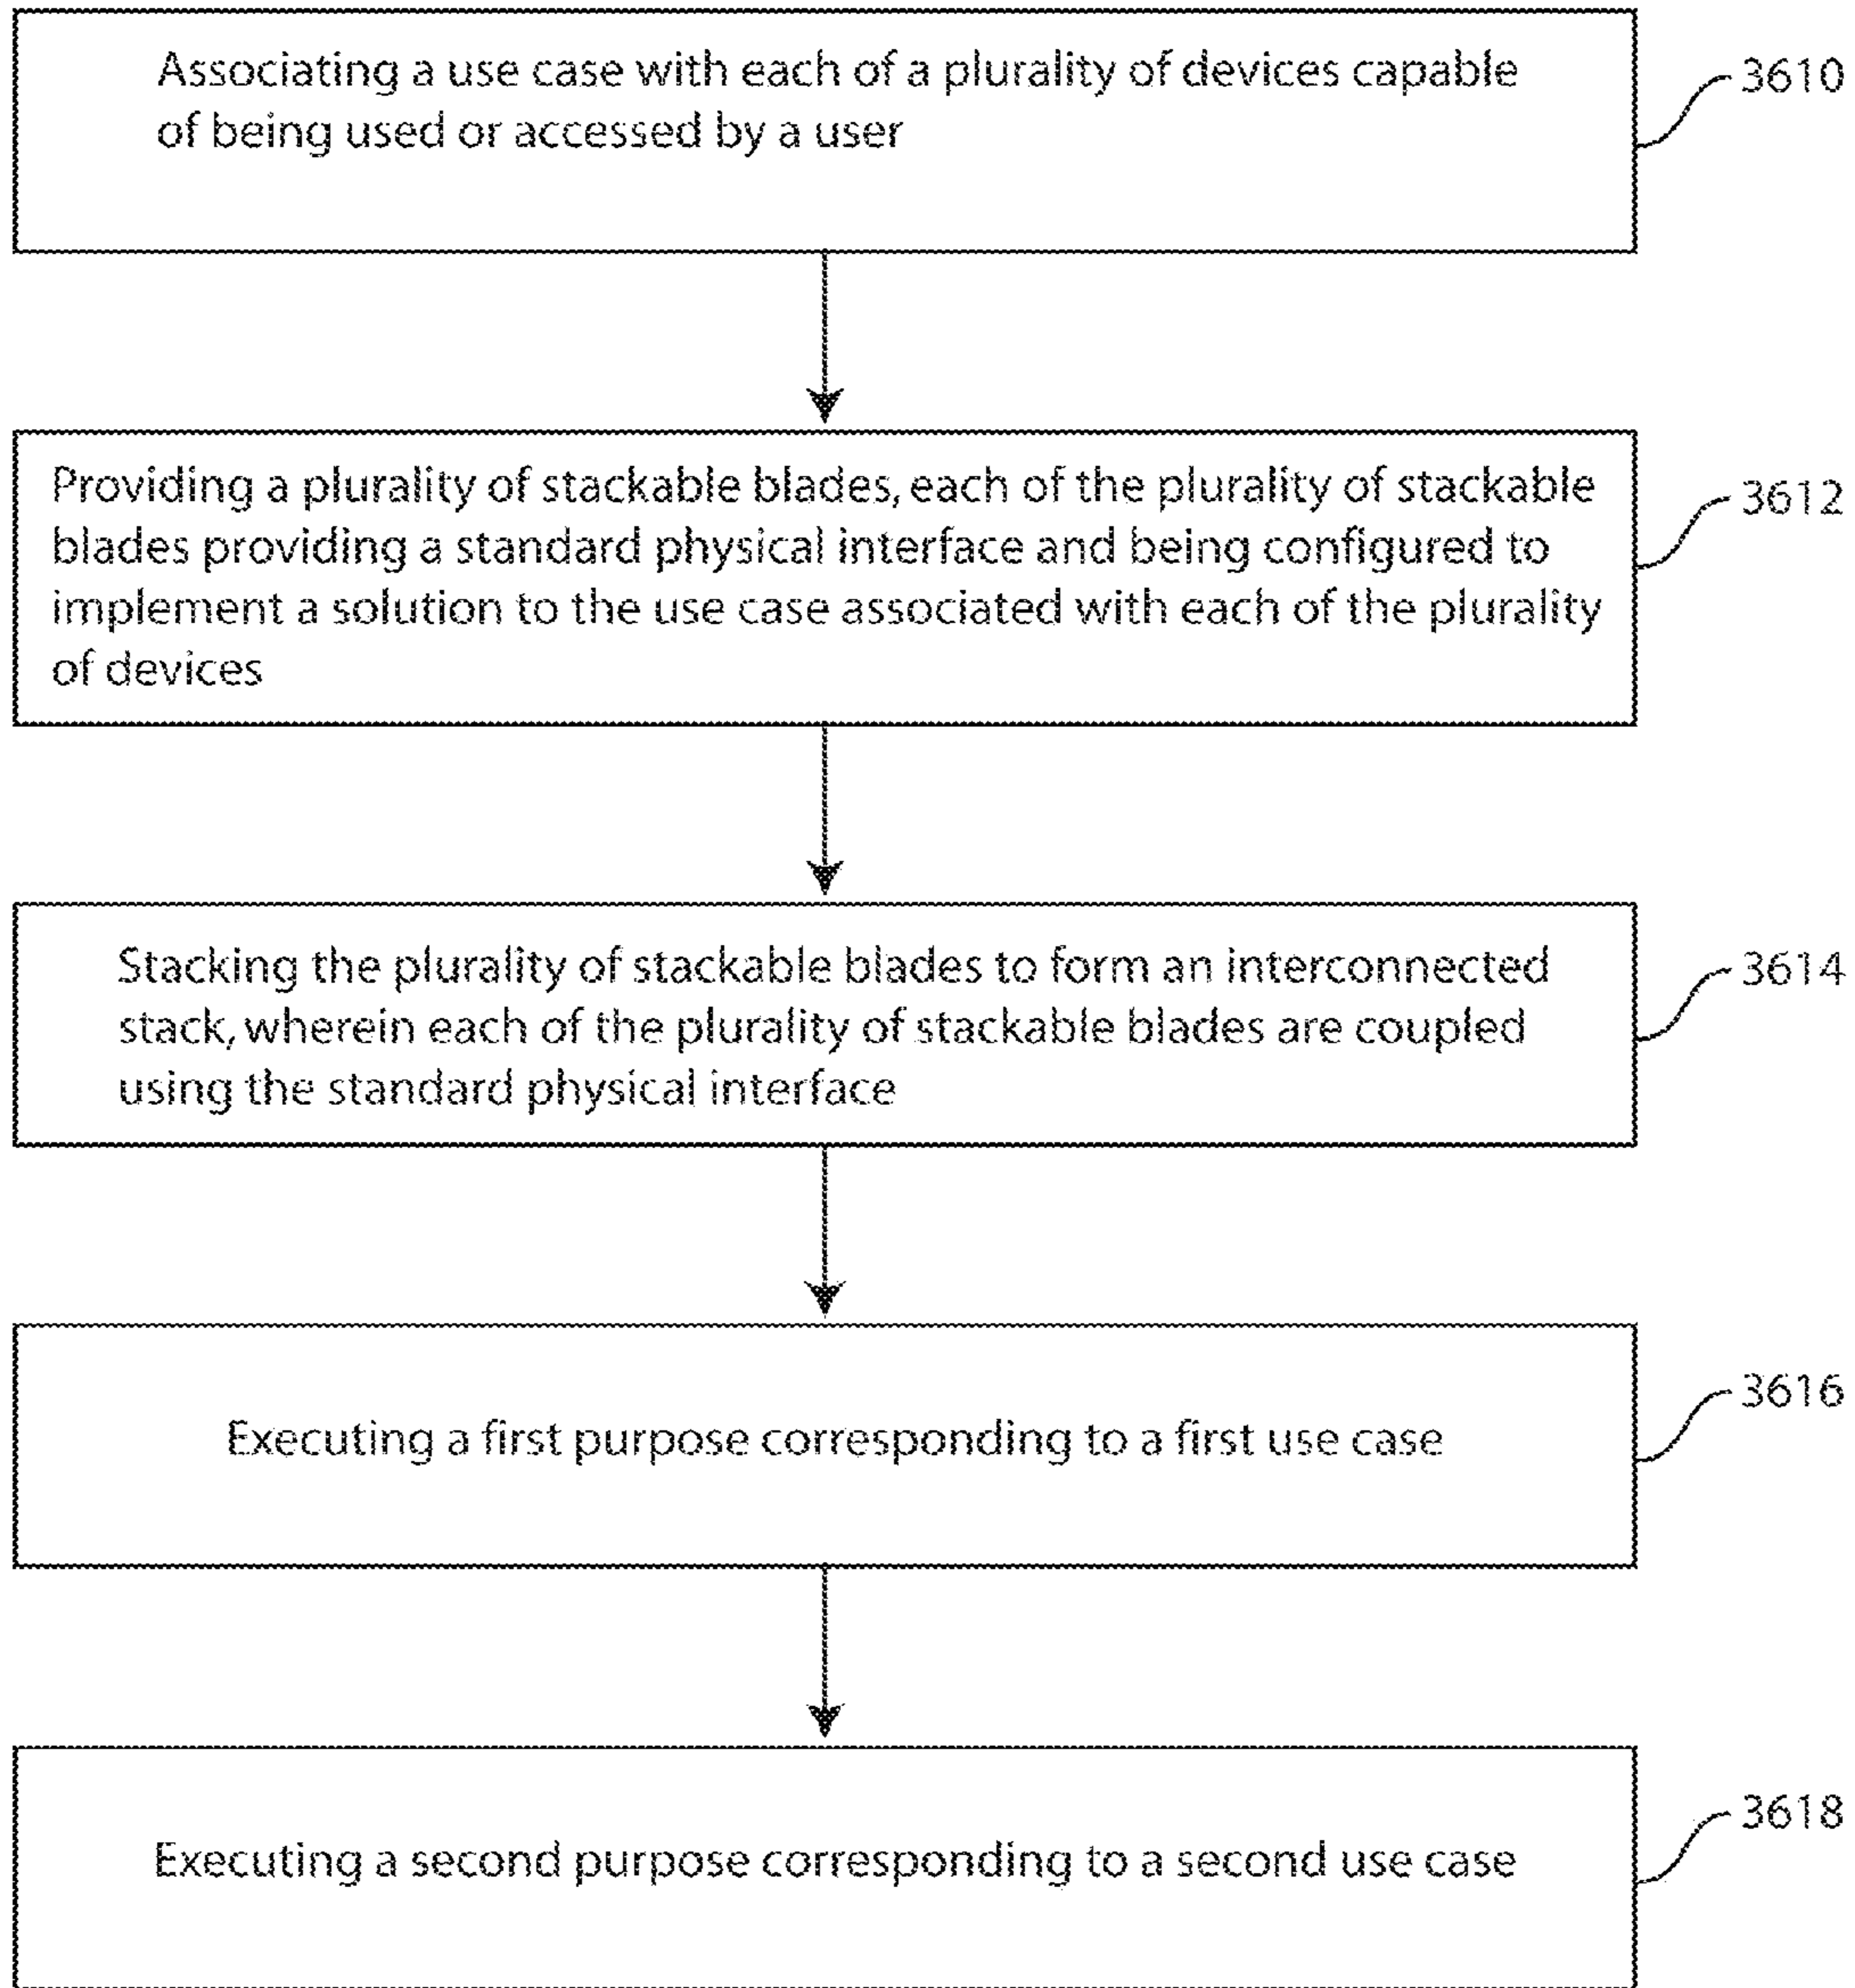 Associating a use case with each of a plurality of devices capable
of being used or accessed by a user
3610
Providing a plurality of stackable blades, each of the plurality of stackable
blades providing a standard physical interface and being configured to
implement a solution to the use case associated with each of the plurality
of devices
3612
Stacking the plurality of stackable blades to form an interconnected
stack, wherein each of the plurality of stackable blades are coupled
using the standard physical interface
3614
Executing a first purpose corresponding to a first use case
3616
Executing a second purpose corresponding to a second use case
3618